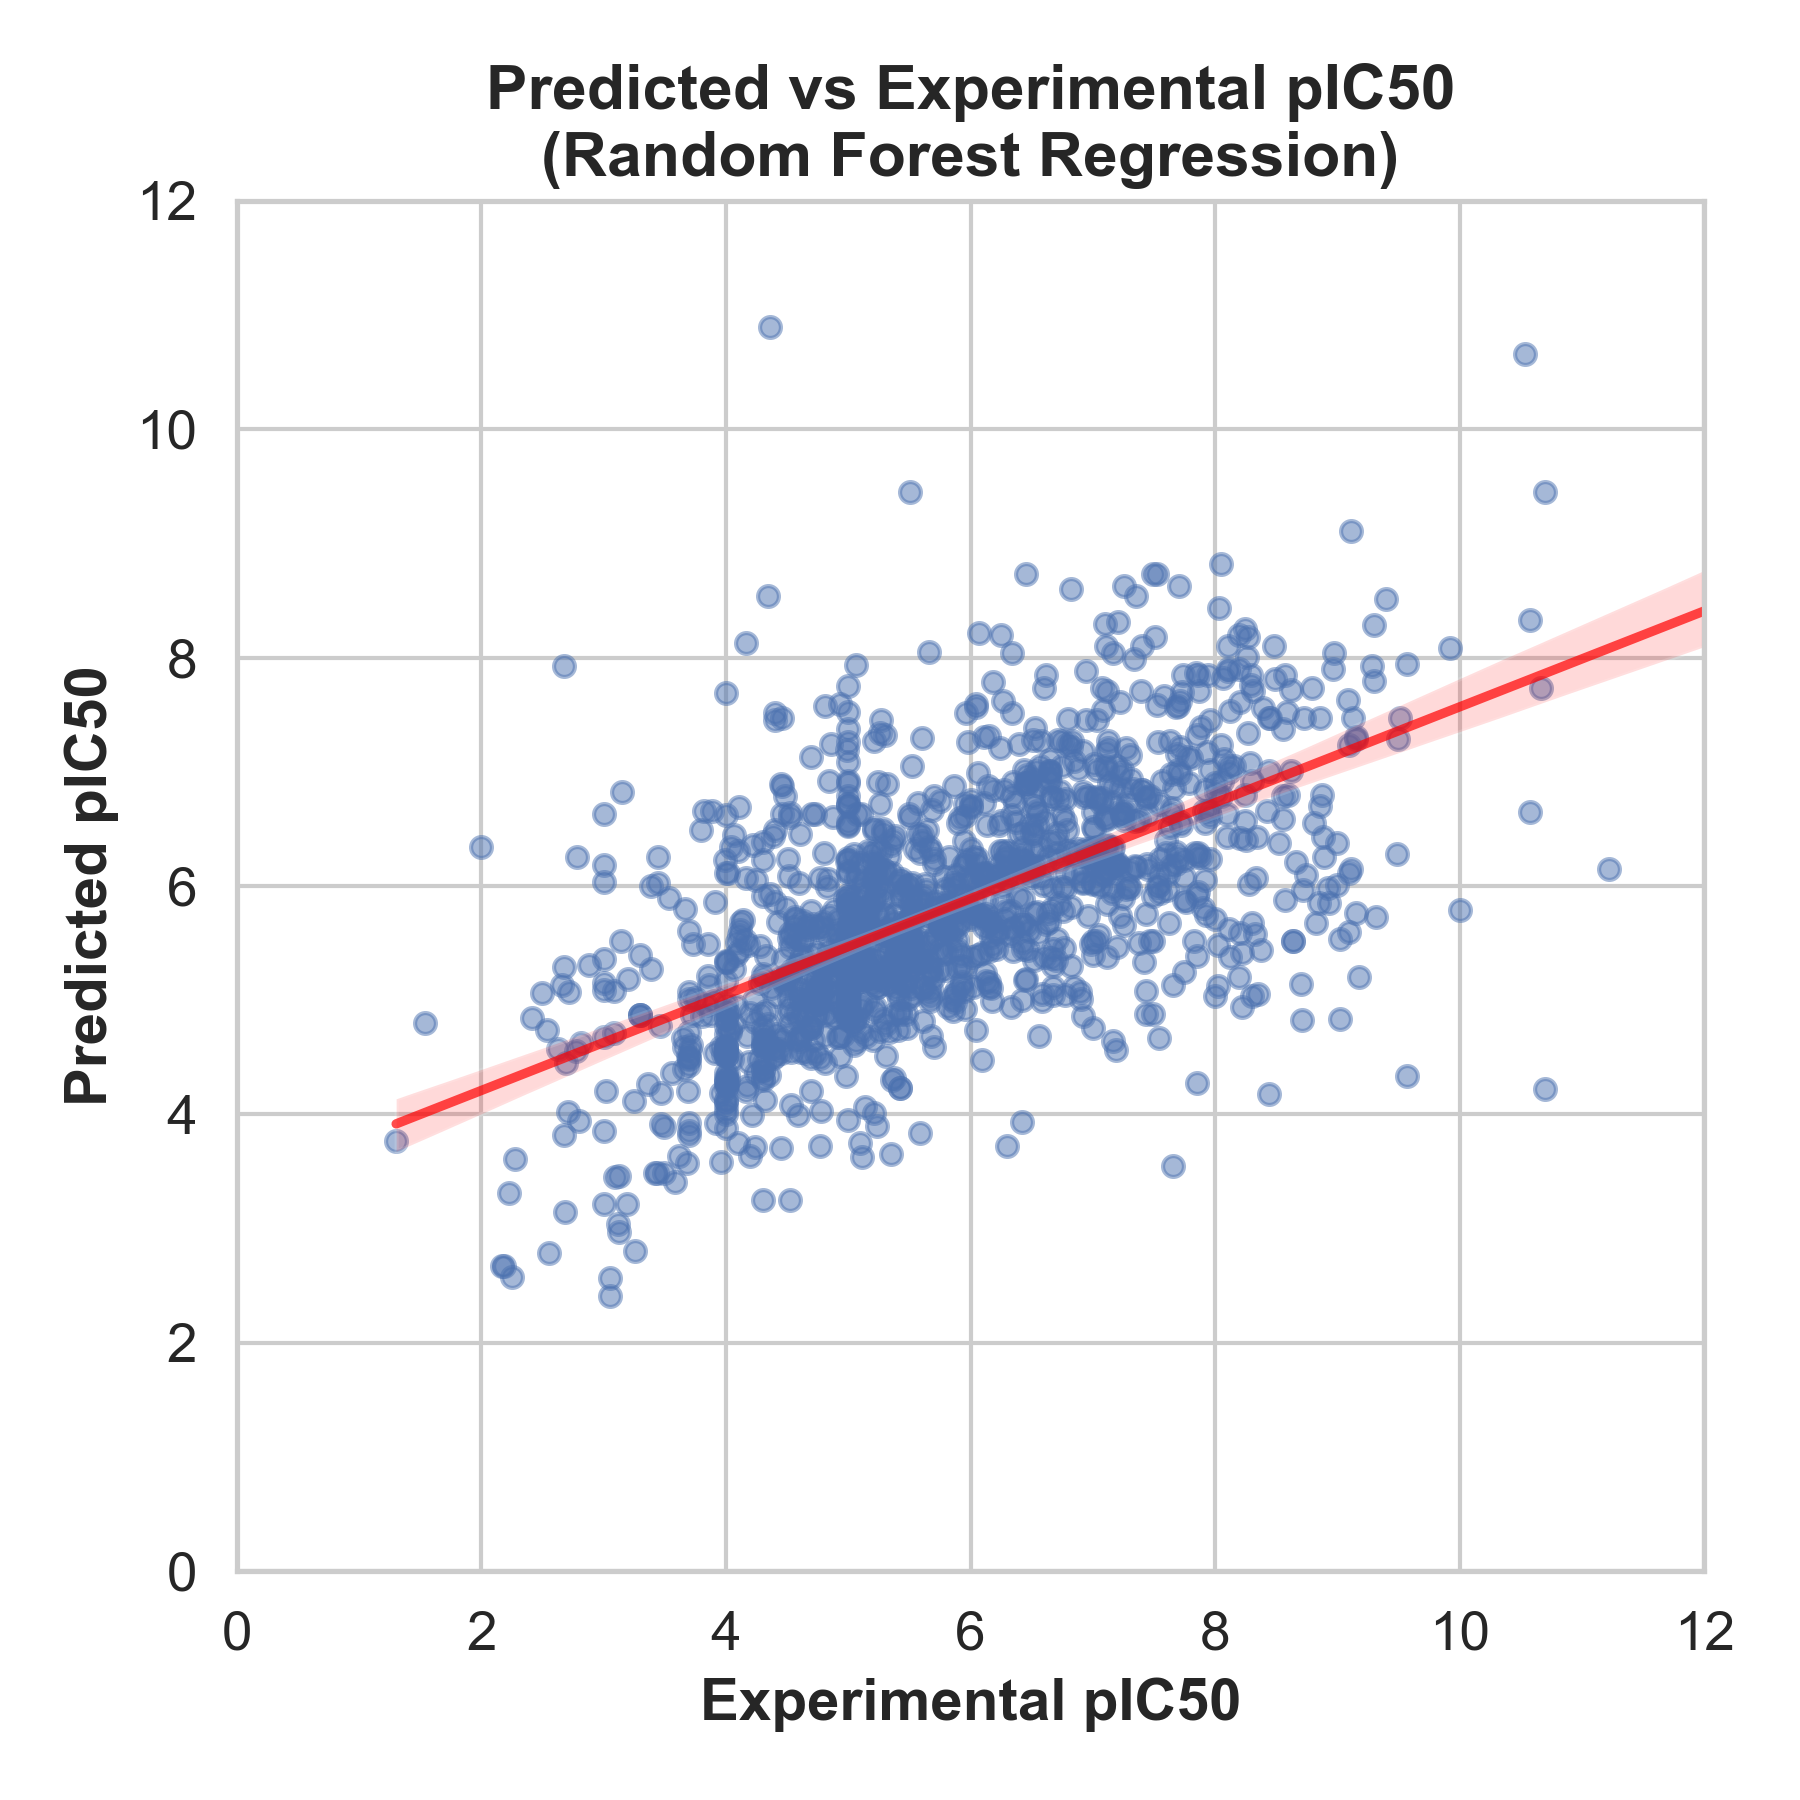 Predicted vs Experimental pIC50
(Random Forest Regression)
12
10
8
6
4
2
0
Predicted pIC50
0 2 4 6 8 10 12
Experimental pIC50